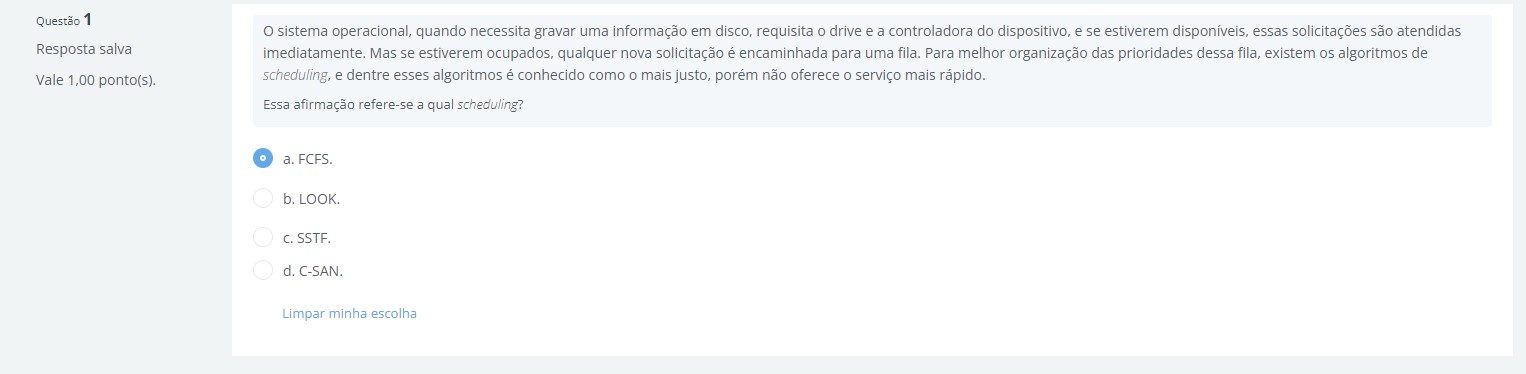 Questão 1
Resposta salva
Vale 1,00 ponto(s).
O sistema operacional, quando necessita gravar uma informação em disco, requisita o drive e a controladora do dispositivo, e se estiverem disponíveis, essas solicitações são atendidas
imediatamente. Mas se estiverem ocupados, qualquer nova solicitação é encaminhada para uma fila. Para melhor organização das prioridades dessa fila, existem os algoritmos de
scheduling, e dentre esses algoritmos é conhecido como o mais justo, porém não oferece o serviço mais rápido.
Essa afirmação refere-se a qual scheduling?
a. FCFS.
b. LOOK.
c. SSTF.
d. C-SAN.
Limpar minha escolha